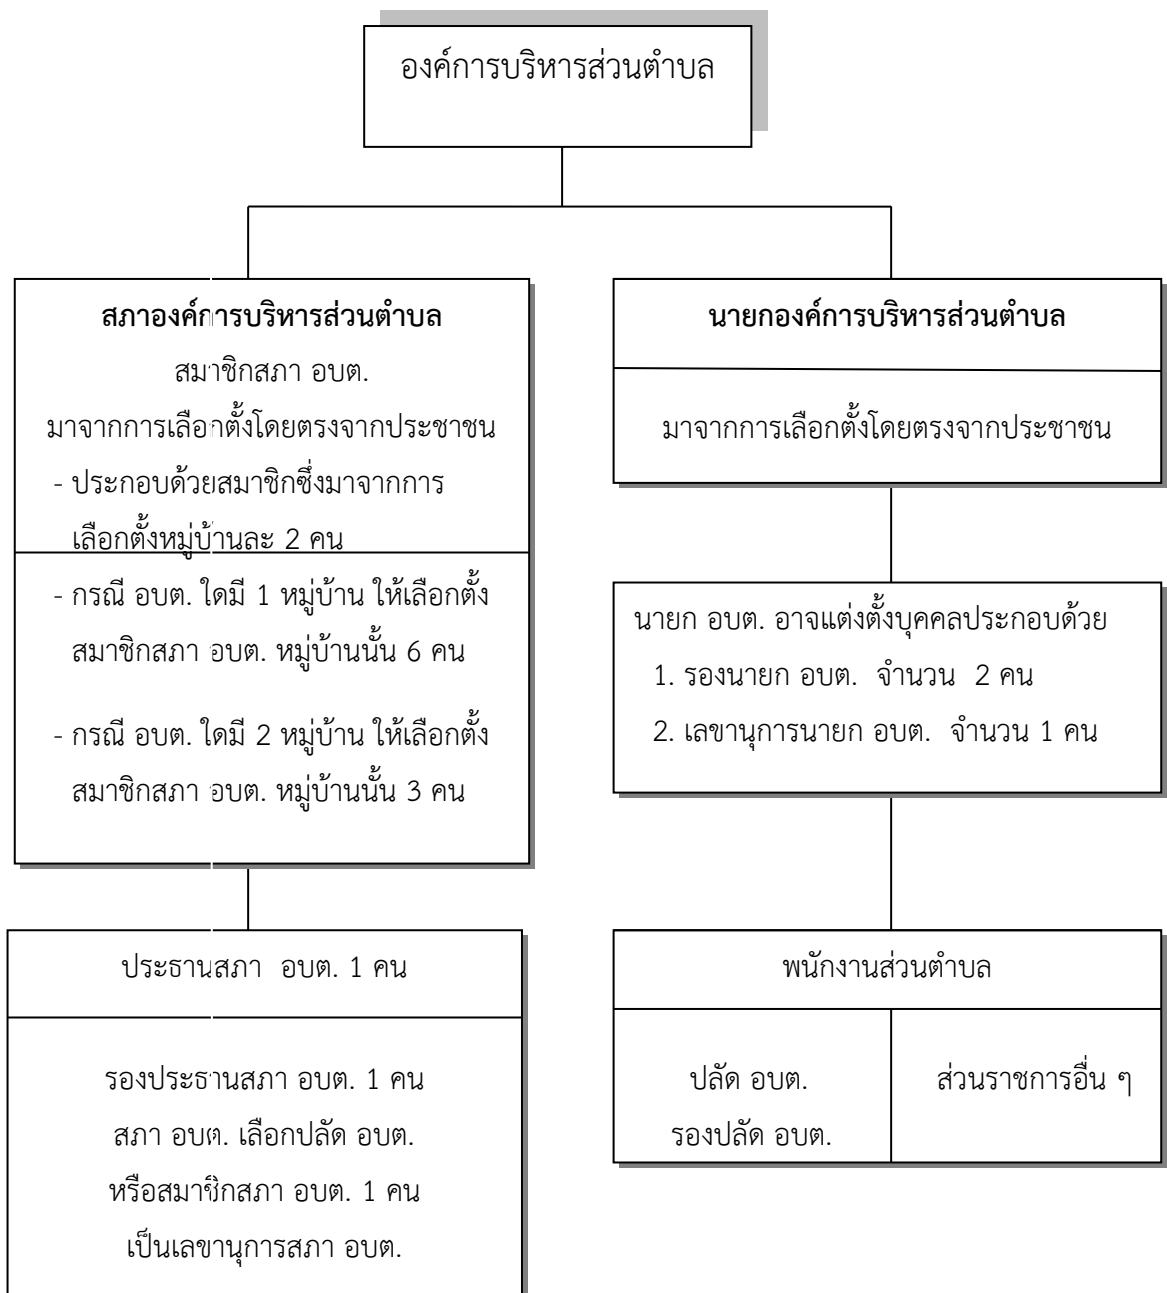 องค์การบริหารส่วนตำบล
สภาองค์การบริหารส่วนตำบล
สมาชิกสภา อบต.
มาจากการเลือกตั้งโดยตรงจากประชาชน
- ประกอบด้วยสมาชิกซึ่งมาจากการ
เลือกตั้งหมู่บ้านละ 2 คน
- กรณี อบต. ใดมี 1 หมู่บ้าน ให้เลือกตั้ง
สมาชิกสภา อบต. หมู่บ้านนั้น 6 คน
- กรณี อบต. ใดมี 2 หมู่บ้าน ให้เลือกตั้ง
สมาชิกสภา อบต. หมู่บ้านนั้น 3 คน
ประธานสภา อบต. 1 คน
รองประธานสภา อบต. 1 คน
สภา อบต. เลือกปลัด อบต.
หรือสมาชิกสภา อบต. 1 คน
เป็นเลขานุการสภา อบต.
นายกองค์การบริหารส่วนตำบล
มาจากการเลือกตั้งโดยตรงจากประชาชน
นายก อบต. อาจแต่งตั้งบุคคลประกอบด้วย
1. รองนายก อบต. จำนวน 2 คน
2. เลขานุการนายก อบต. จำนวน 1 คน
พนักงานส่วนตำบล
ปลัด อบต.
รองปลัด อบต.
ส่วนราชการอื่น ๆ